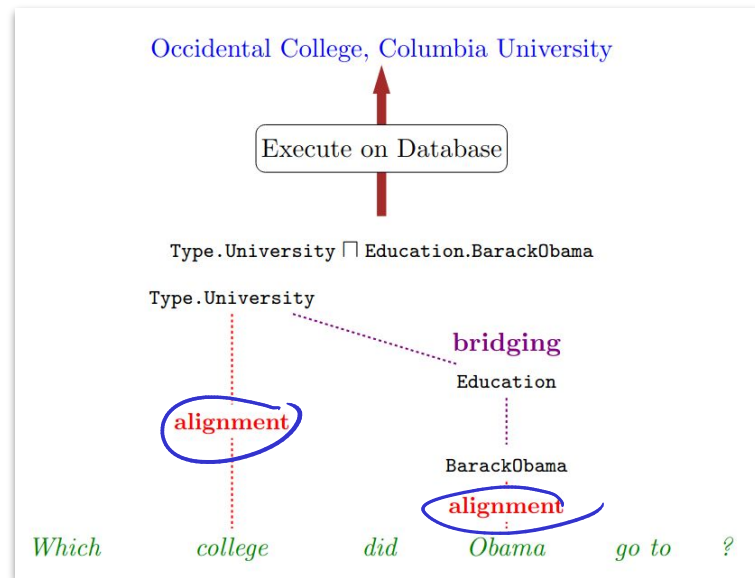 Occidental College, Columbia University
Execute on Database
Type.University ⊓ Education.BarackObama
Type.University
bridging
Education
alignment
BarackObama
alignment
Which college did Obama go to ?